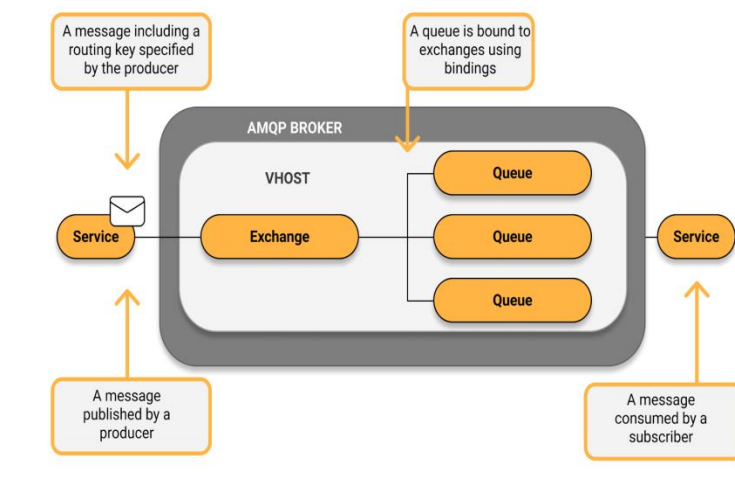 A message including a
routing key specified
by the producer
A queue is bound to
exchanges using
bindings
AMQP BROKER
VHOST
Queue
Service
Exchange
Queue
Service
Queue
A message
published by a
producer
A message
consumed by a
subscriber